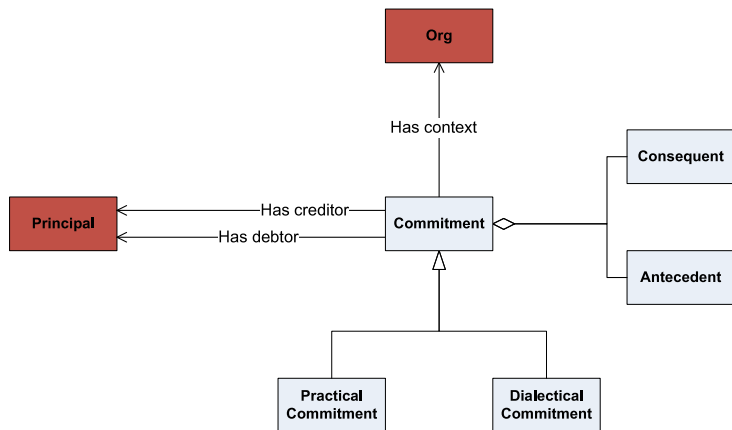 Org
Has context
Consequent
Has creditor
Principal
Commitment
Has debtor
Antecedent
Practical
Commitment
Dialectical
Commitment